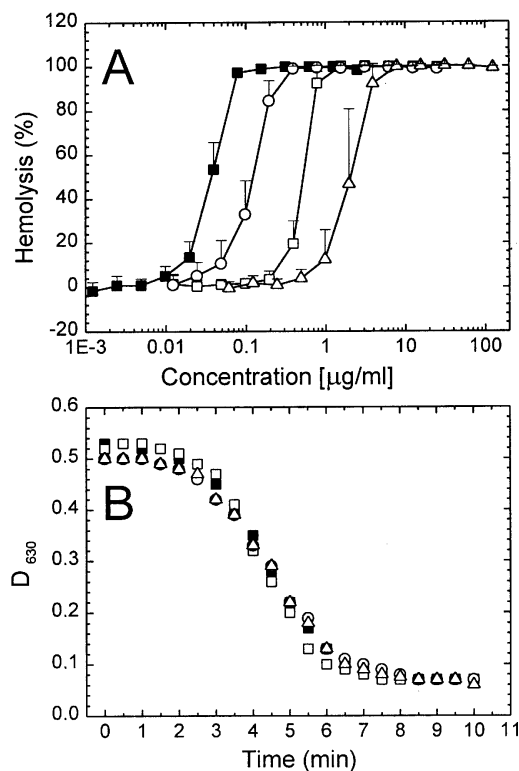 A
Hemolysis (%)
120
100
80
60
40
20
0
-20
1E-3 0.01 0.1 1 10 100
Concentration [µg/ml]
B
D630
0.6
0.5
0.4
0.3
0.2
0.1
0.0
0 1 2 3 4 5 6 7 8 9 10 11
Time (min)